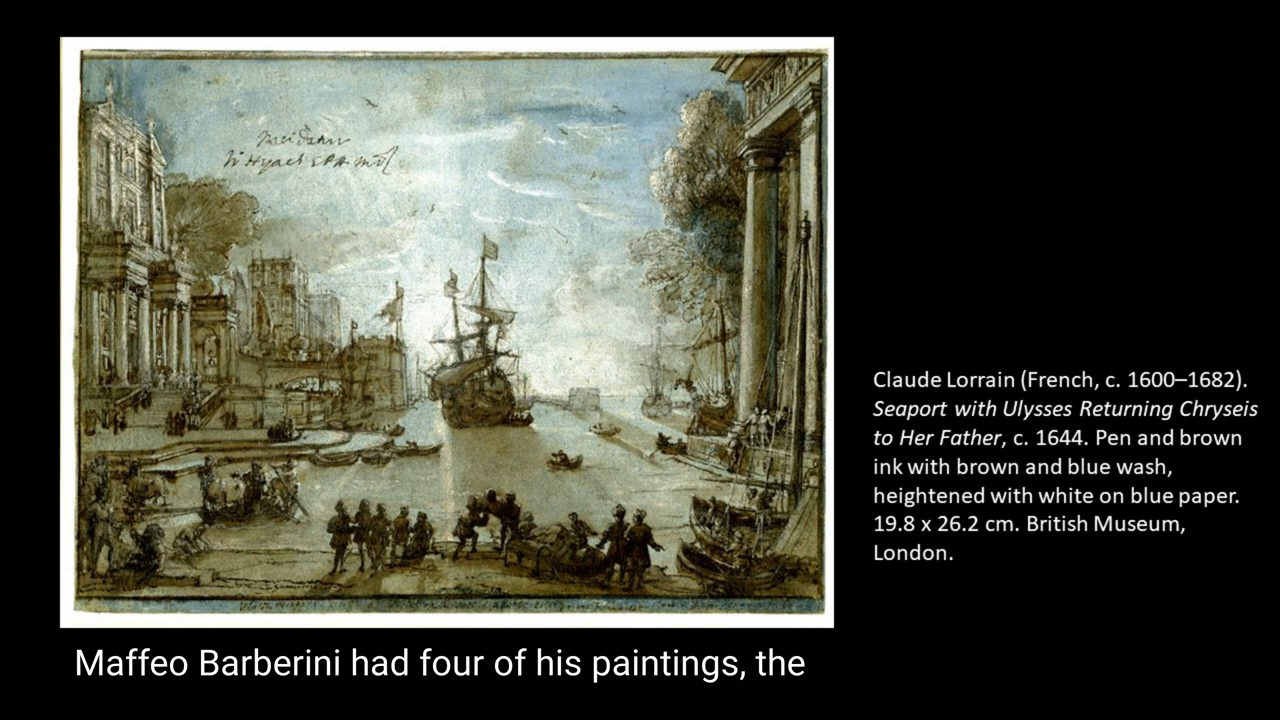 Claude Lorrain (French, c. 1600–1682).
Seaport with Ulysses Returning Chryseis
to Her Father, c. 1644. Pen and brown
ink with brown and blue wash,
heightened with white on blue paper.
19.8 x 26.2 cm. British Museum,
London.
Maffeo Barberini had four of his paintings, the